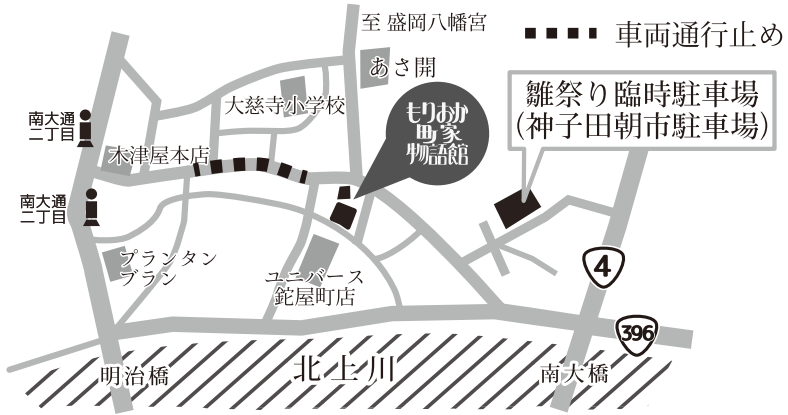 至 盛岡八幡宮
車両通行止め
あさ開
雛祭り臨時駐車場
(神子田朝市駐車場)
大慈寺小学校
もりおか
町家
物語館
南大通
二丁目
木津屋本店
南大通
二丁目
プランタン
ブラン
ユニバース
鉈屋町店
4
396
北上川
明治橋
南大橋